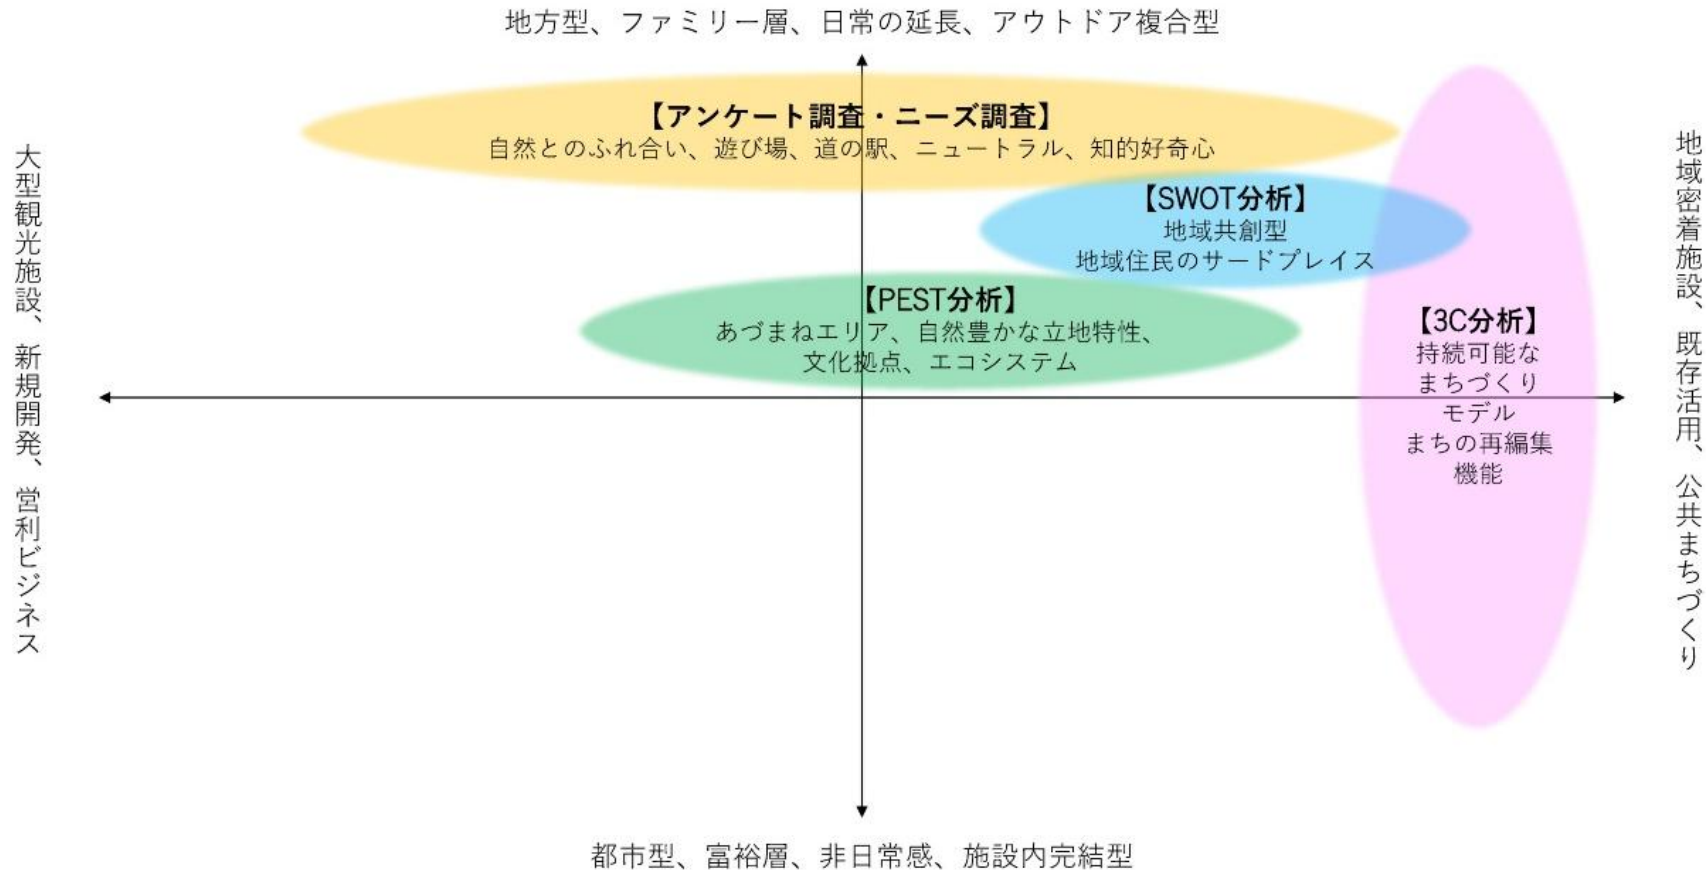 地方型、ファミリー層、日常の延長、アウトドア複合型
【アンケート調査・ニーズ調査】
自然とのふれ合い、遊び場、道の駅、ニュートラル、知的好奇心
【SWOT分析】
地域共創型
地域住民のサードプレイス
【PEST分析】
あづまねエリア、自然豊かな立地特性、
文化拠点、エコシステム
【3C分析】
持続可能な
まちづくり
モデル
まちの再編集
機能
大型観光施設、新規開発、営利ビジネス
地域密着施設、既存活用、公共まちづくり
都市型、富裕層、非日常感、施設内完結型